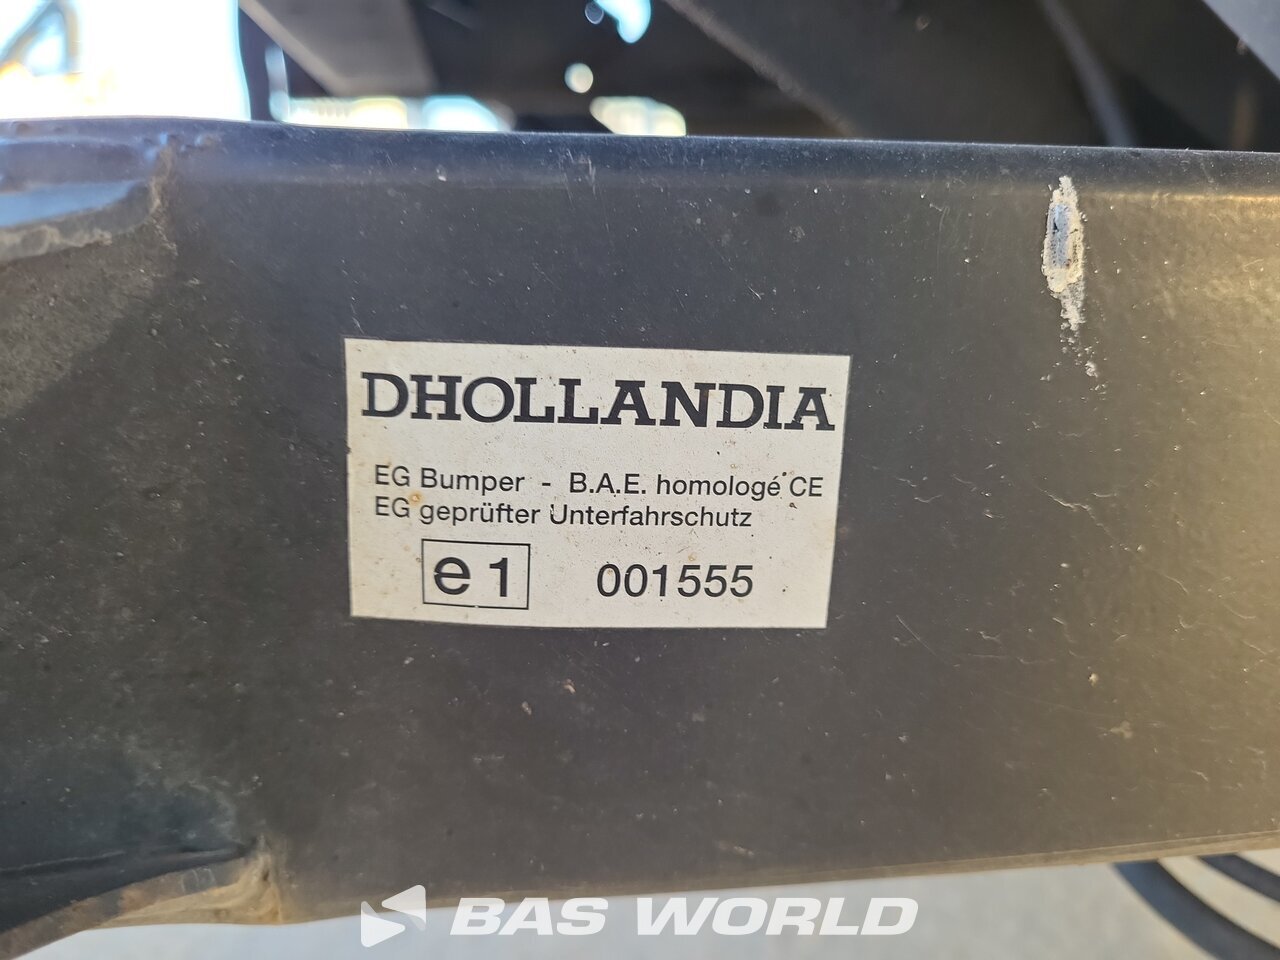 DHOLLANDIA
EG Bumper - B.A.E. homologé CE
EG geprüfter Unterfahrschutz
e1 001555
BAS WORLD